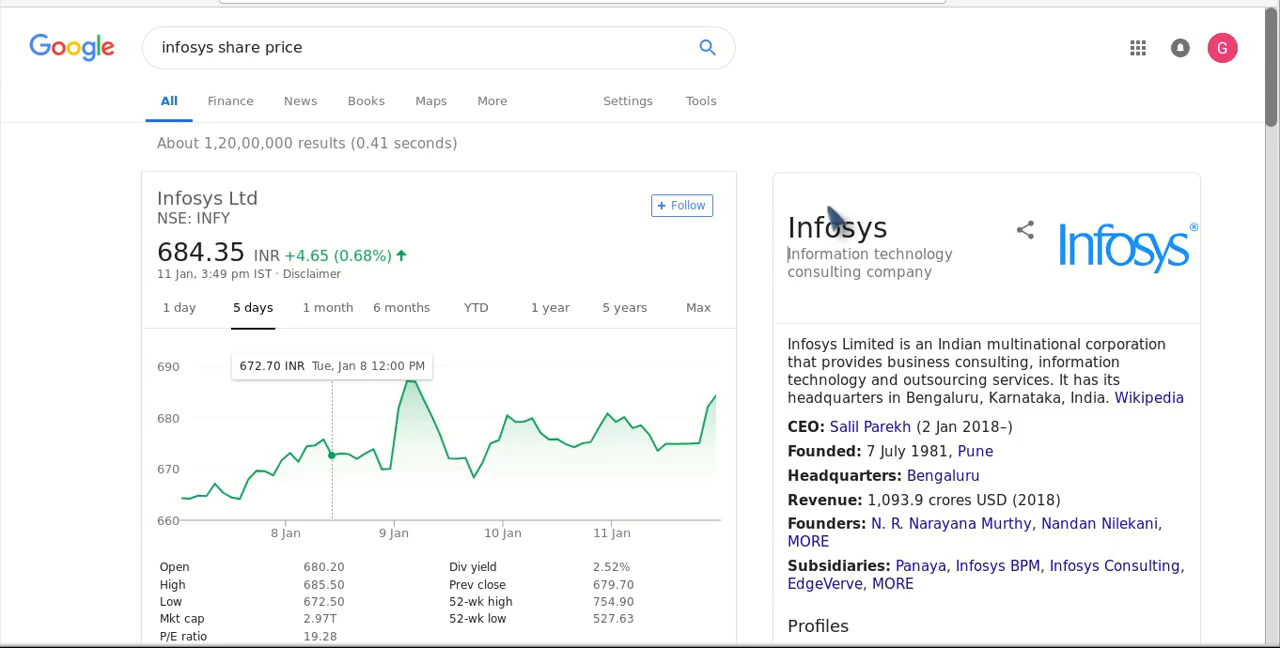 Google
infosys share price
G
All Finance News Books Maps More Settings Tools
About 1,20,00,000 results (0.41 seconds)
Infosys Ltd
NSE: INFY
+ Follow
684.35 INR +4.65 (0.68%)
11 Jan, 3:49 pm IST · Disclaimer
1 day 5 days 1 month 6 months YTD 1 year 5 years Max
672.70 INR Tue, Jan 8 12:00 PM
690
680
670
660
8 Jan 9 Jan 10 Jan 11 Jan
Open 680.20 Div yield 2.52%
High 685.50 Prev close 679.70
Low 672.50 52-wk high 754.90
Mkt cap 2.97T 52-wk low 527.63
P/E ratio 19.28
Infosys
Information technology
consulting company
Infosys®
Infosys Limited is an Indian multinational corporation
that provides business consulting, information
technology and outsourcing services. It has its
headquarters in Bengaluru, Karnataka, India. Wikipedia
CEO: Salil Parekh (2 Jan 2018–)
Founded: 7 July 1981, Pune
Headquarters: Bengaluru
Revenue: 1,093.9 crores USD (2018)
Founders: N. R. Narayana Murthy, Nandan Nilekani,
MORE
Subsidiaries: Panaya, Infosys BPM, Infosys Consulting,
EdgeVerve, MORE
Profiles